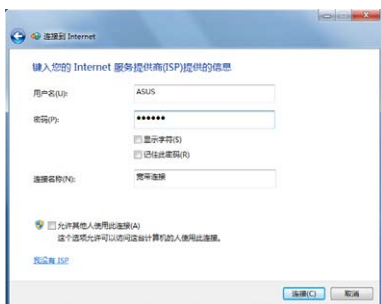 连接到 Internet
键入您的 Internet 服务提供商(ISP)提供的信息
用户名(U):
ASUS
密码(P):
●●●●●●
显示字符(S)
记住此密码(R)
连接名称(N):
宽带连接
允许其他人使用此连接(A)
这个选项允许可以访问这台计算机的人使用此连接。
我没有 ISP
连接(C)
取消